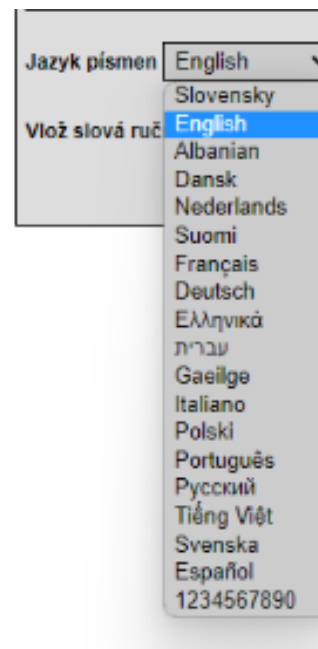 Jazyk písmen English
Slovensky
Vlož slová ruč English
Albanian
Dansk
Nederlands
Suomi
Français
Deutsch
Ελληνικά
עברית
Gaeilge
Italiano
Polski
Português
Русский
Tiếng Việt
Svenska
Español
1234567890